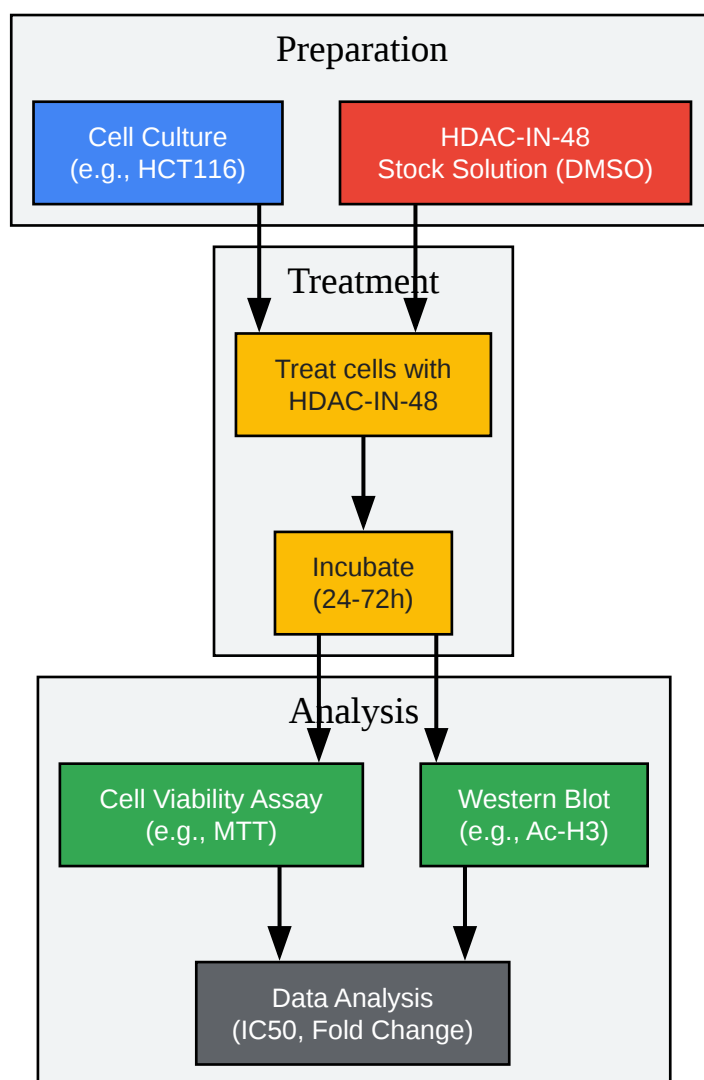 Preparation
Cell Culture
(e.g., HCT116)
HDAC-IN-48
Stock Solution (DMSO)
Treatment
Treat cells with
HDAC-IN-48
Incubate
(24-72h)
Analysis
Cell Viability Assay
(e.g., MTT)
Western Blot
(e.g., Ac-H3)
Data Analysis
(IC50, Fold Change)